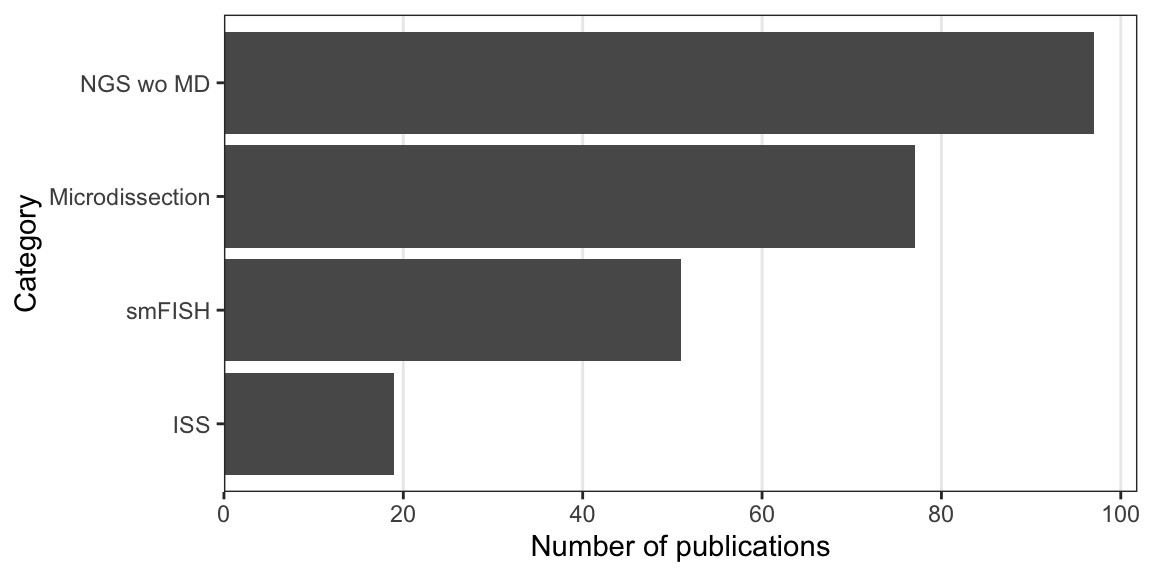 NGS wo MD
Microdissection
smFISH
ISS
Category
0 20 40 60 80 100
Number of publications